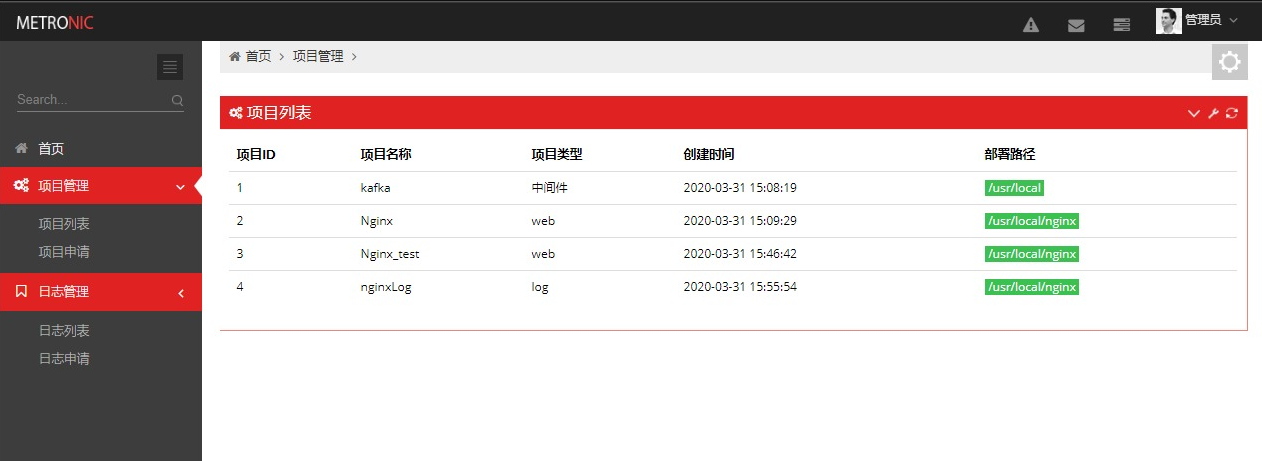 METRONIC
管理员
Search...
首页
项目管理
项目列表
项目申请
日志管理
日志列表
日志申请
首页 > 项目管理 >
项目列表
项目ID 项目名称 项目类型 创建时间 部署路径
1 kafka 中间件 2020-03-31 15:08:19 /usr/local
2 Nginx web 2020-03-31 15:09:29 /usr/local/nginx
3 Nginx_test web 2020-03-31 15:46:42 /usr/local/nginx
4 nginxLog log 2020-03-31 15:55:54 /usr/local/nginx